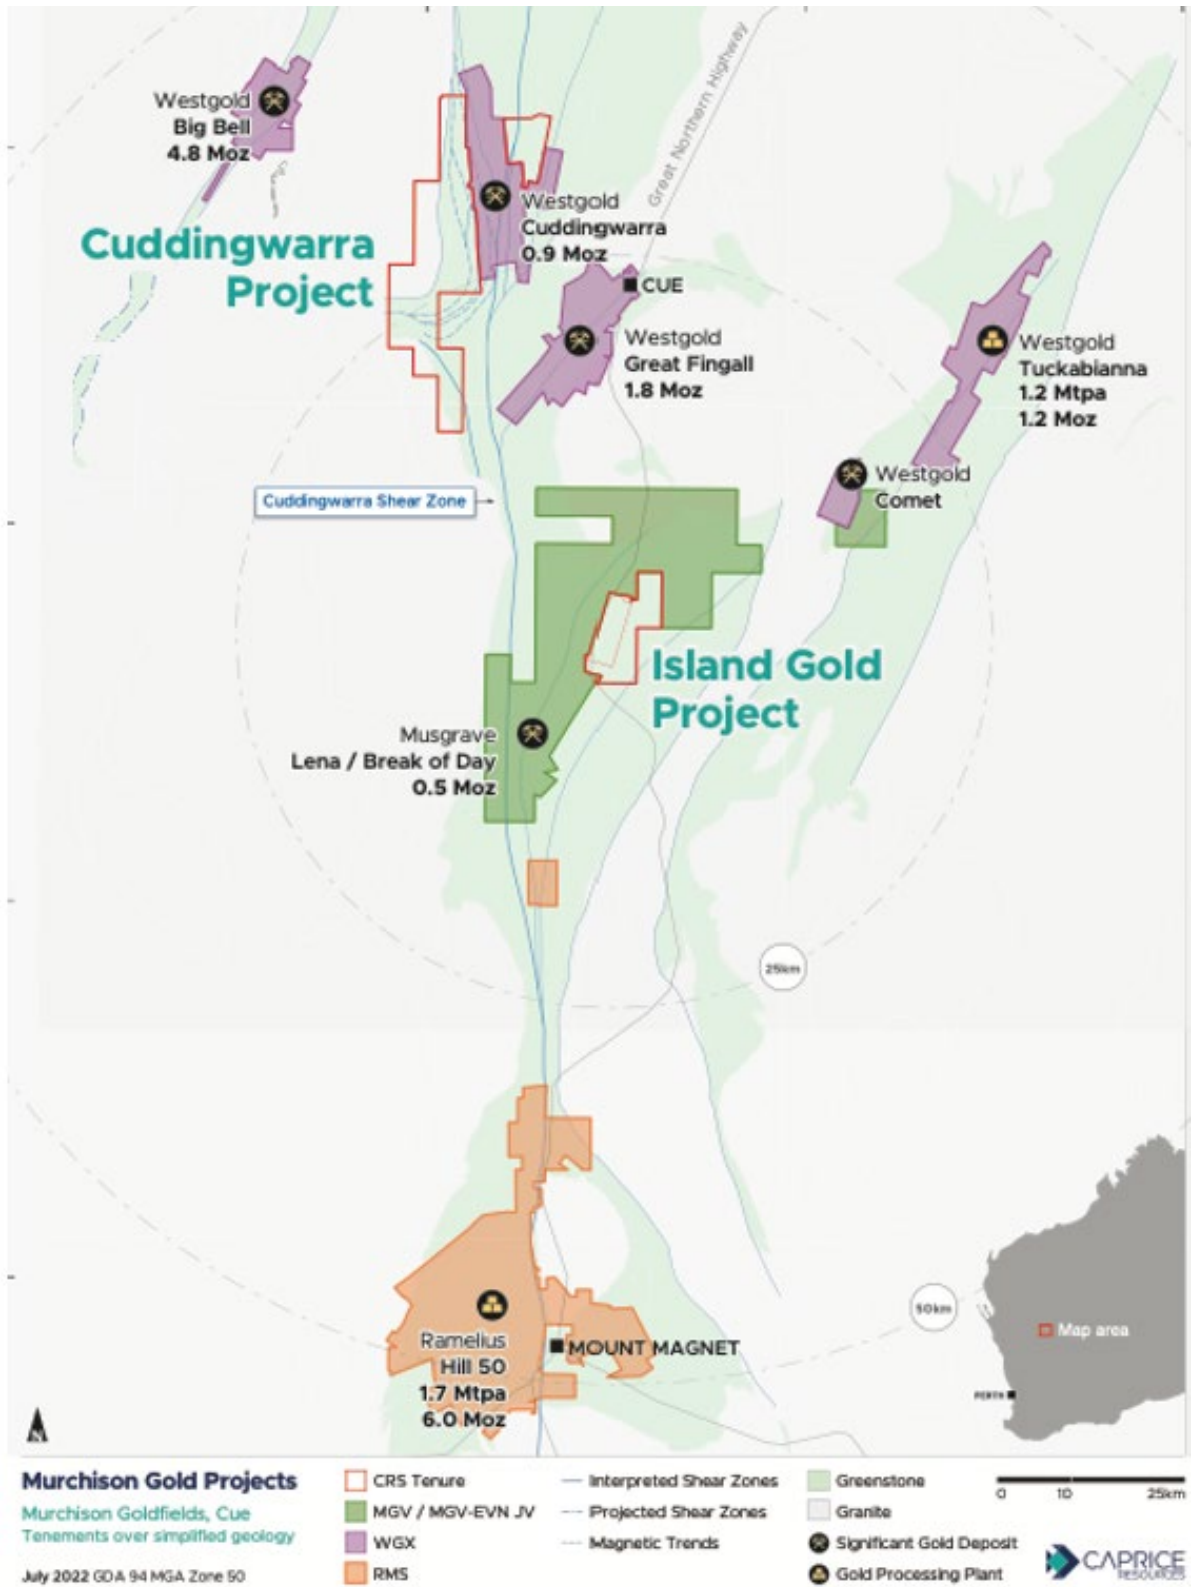 Great Northern Highway
Westgold
Big Bell
4.8 Moz
Cuddingwarra
Project
Westgold
Cuddingwarra
0.9 Moz
CUE
Westgold
Great Fingall
1.8 Moz
Westgold
Tuckabianna
1.2 Mtpa
1.2 Moz
Westgold
Comet
Cuddingwarra Shear Zone
Island Gold
Project
Musgrave
Lena / Break of Day
0.5 Moz
25km
50km
Ramelius
Hill 50
1.7 Mtpa
6.0 Moz
MOUNT MAGNET
Map area
PERTH
N
Murchison Gold Projects
Murchison Goldfields, Cue
Tenements over simplified geology
July 2022 GDA 94 MGA Zone 50
CRS Tenure
MGV / MGV-EVN JV
WGX
RMS
Interpreted Shear Zones
Projected Shear Zones
Magnetic Trends
Greenstone
Granite
Significant Gold Deposit
Gold Processing Plant
0 10 25km
CAPRICE
RESOURCES